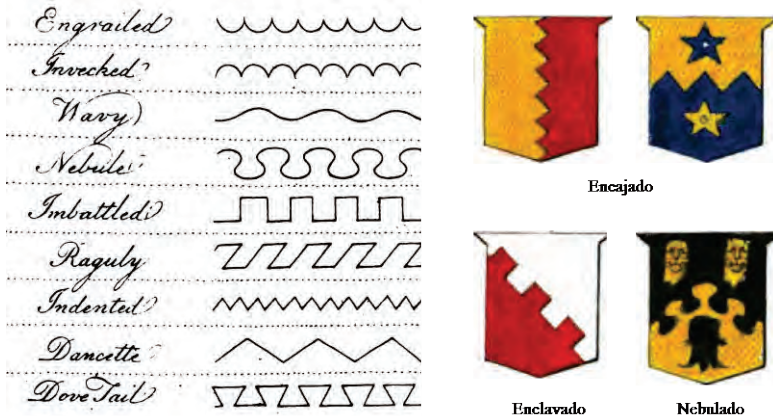 Engrailed
Invecked
Wavy
Nebule
Imbattled
Raguly
Indented
Dancette
Dove Tail
Encajado
Enclavado
Nebulado